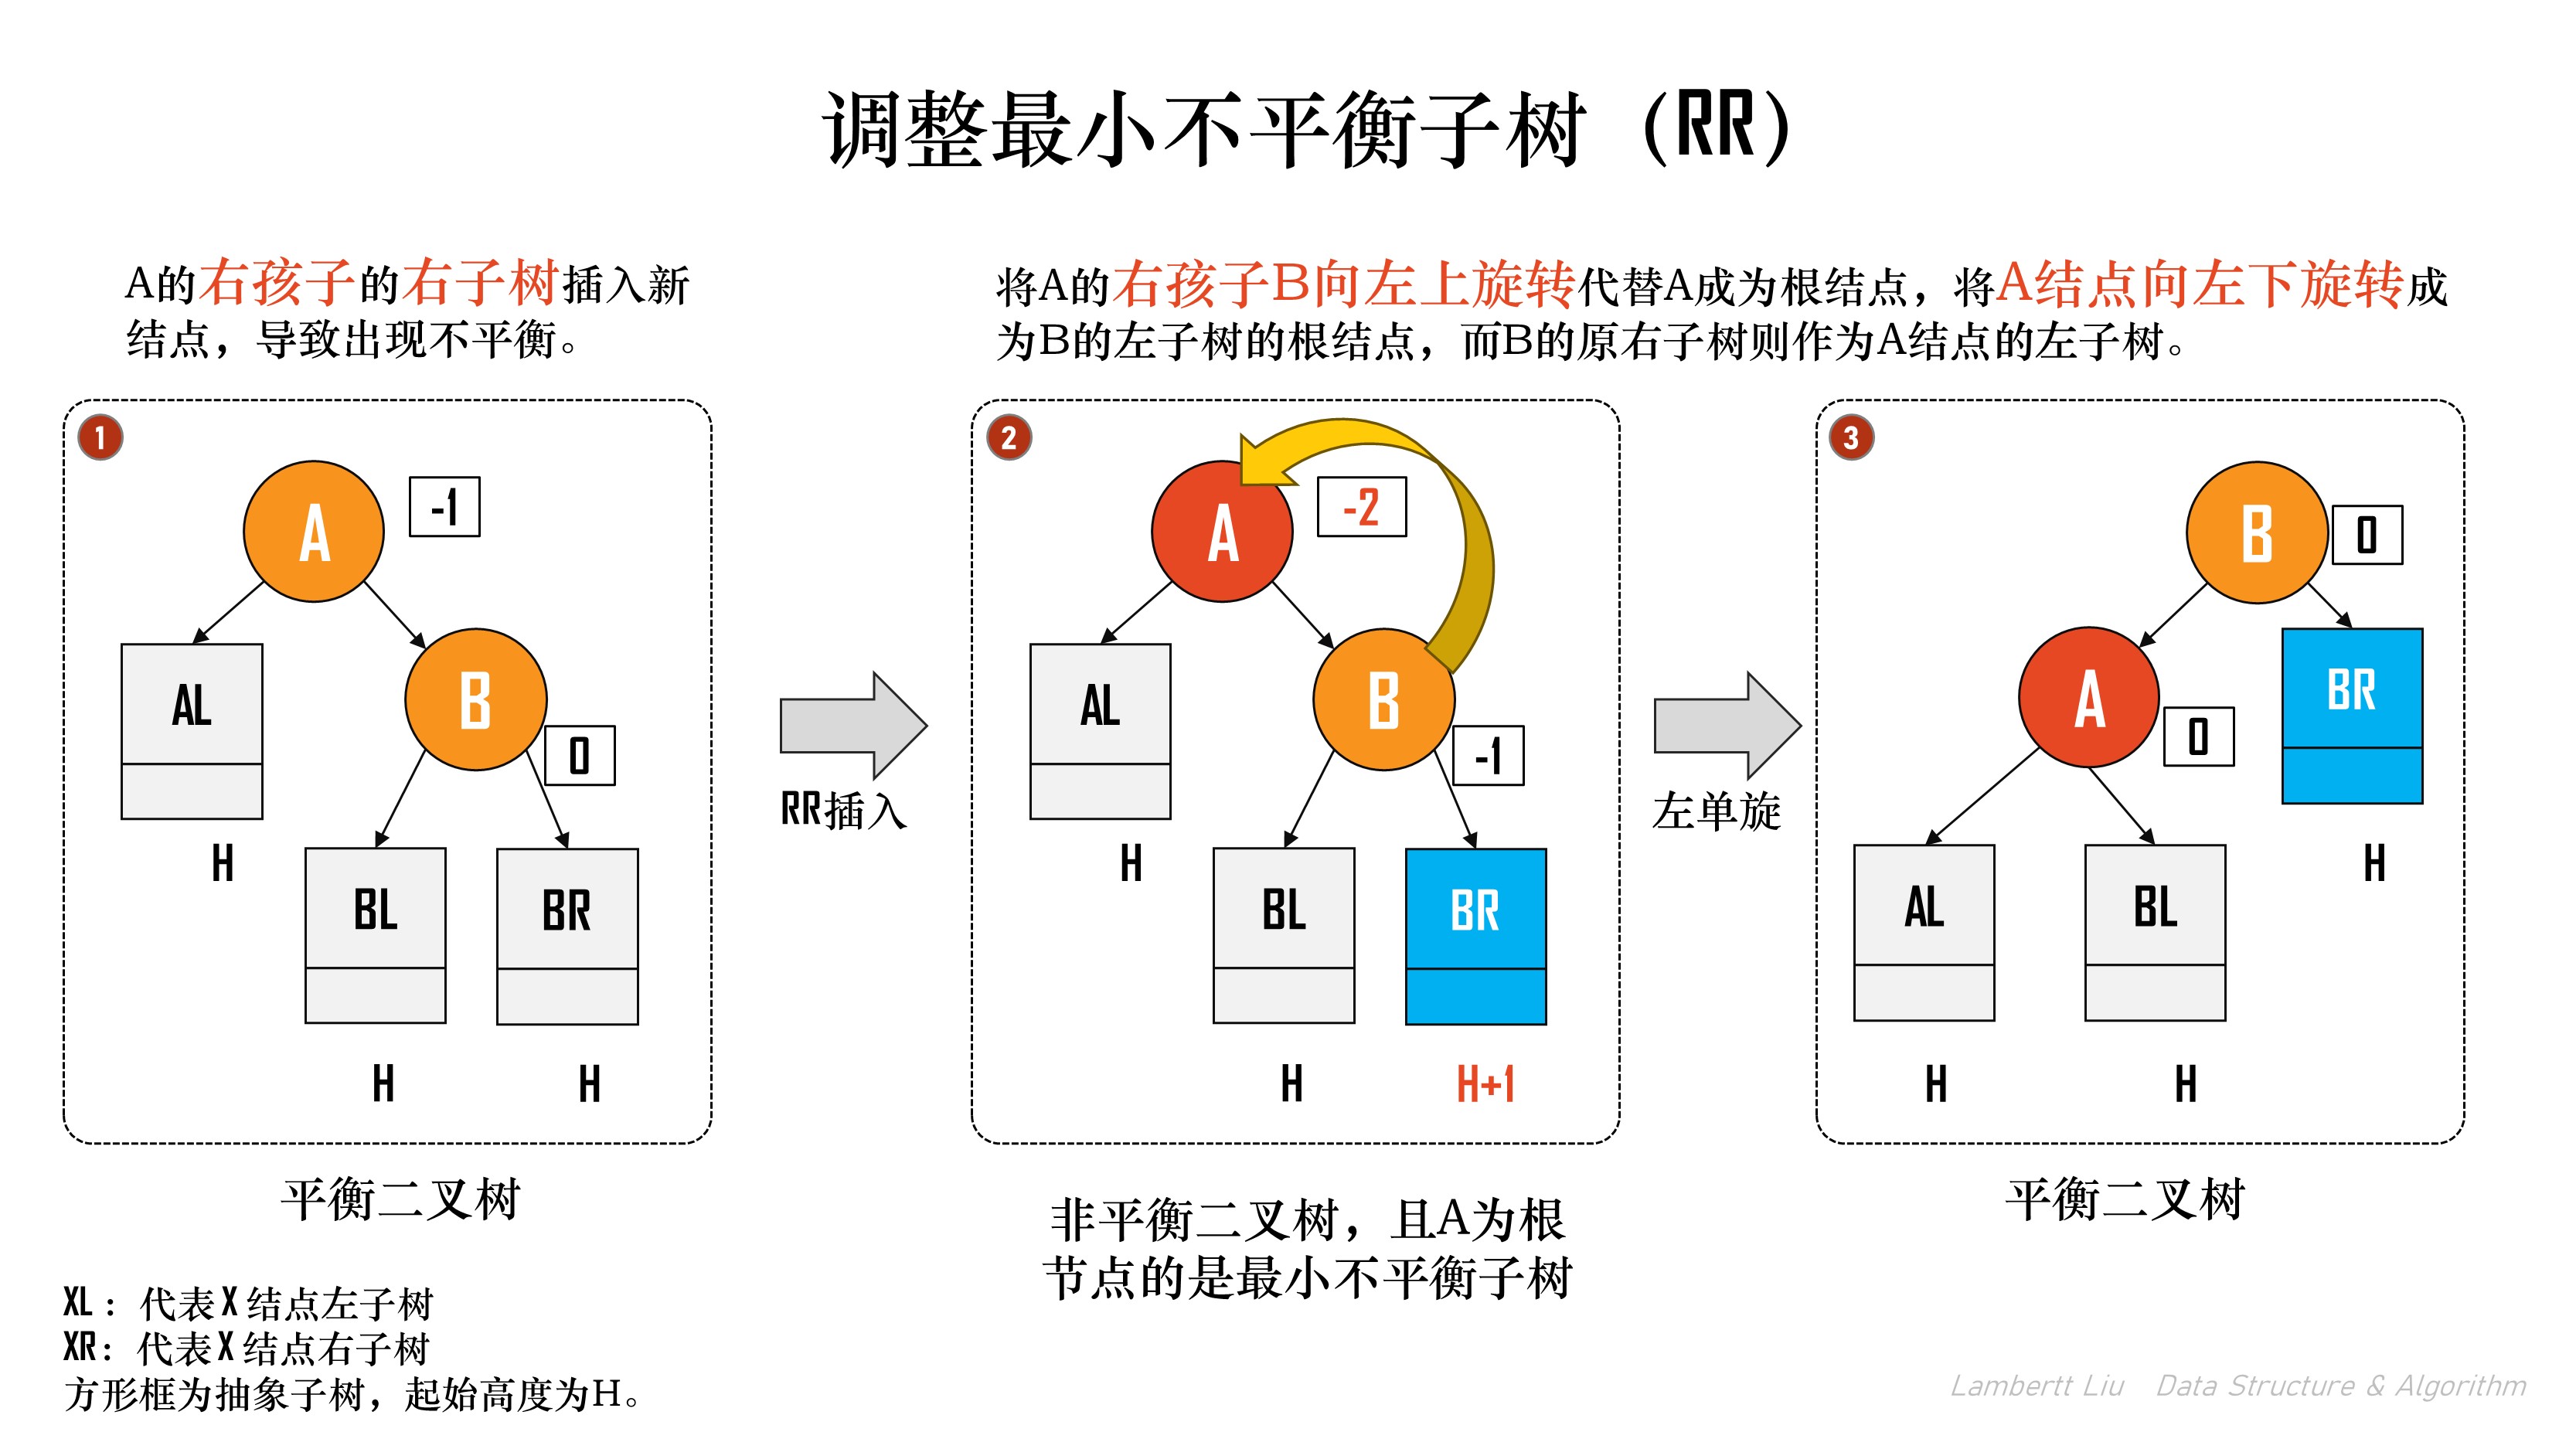 调整最小不平衡子树（RR）
A的右孩子的右子树插入新
结点，导致出现不平衡。
将A的右孩子B向左上旋转代替A成为根结点，将A结点向左下旋转成
为B的左子树的根结点，而B的原右子树则作为A结点的左子树。
1
A
-1
AL
B
0
H
BL
BR
H
H
平衡二叉树
RR插入
2
A
-2
AL
B
-1
H
BL
BR
H
H+1
非平衡二叉树，且A为根
节点的是最小不平衡子树
左单旋
3
B
0
A
0
BR
H
AL
BL
H
H
平衡二叉树
XL：代表X 结点左子树
XR：代表X 结点右子树
方形框为抽象子树，起始高度为H。
Lambertt Liu Data Structure & Algorithm